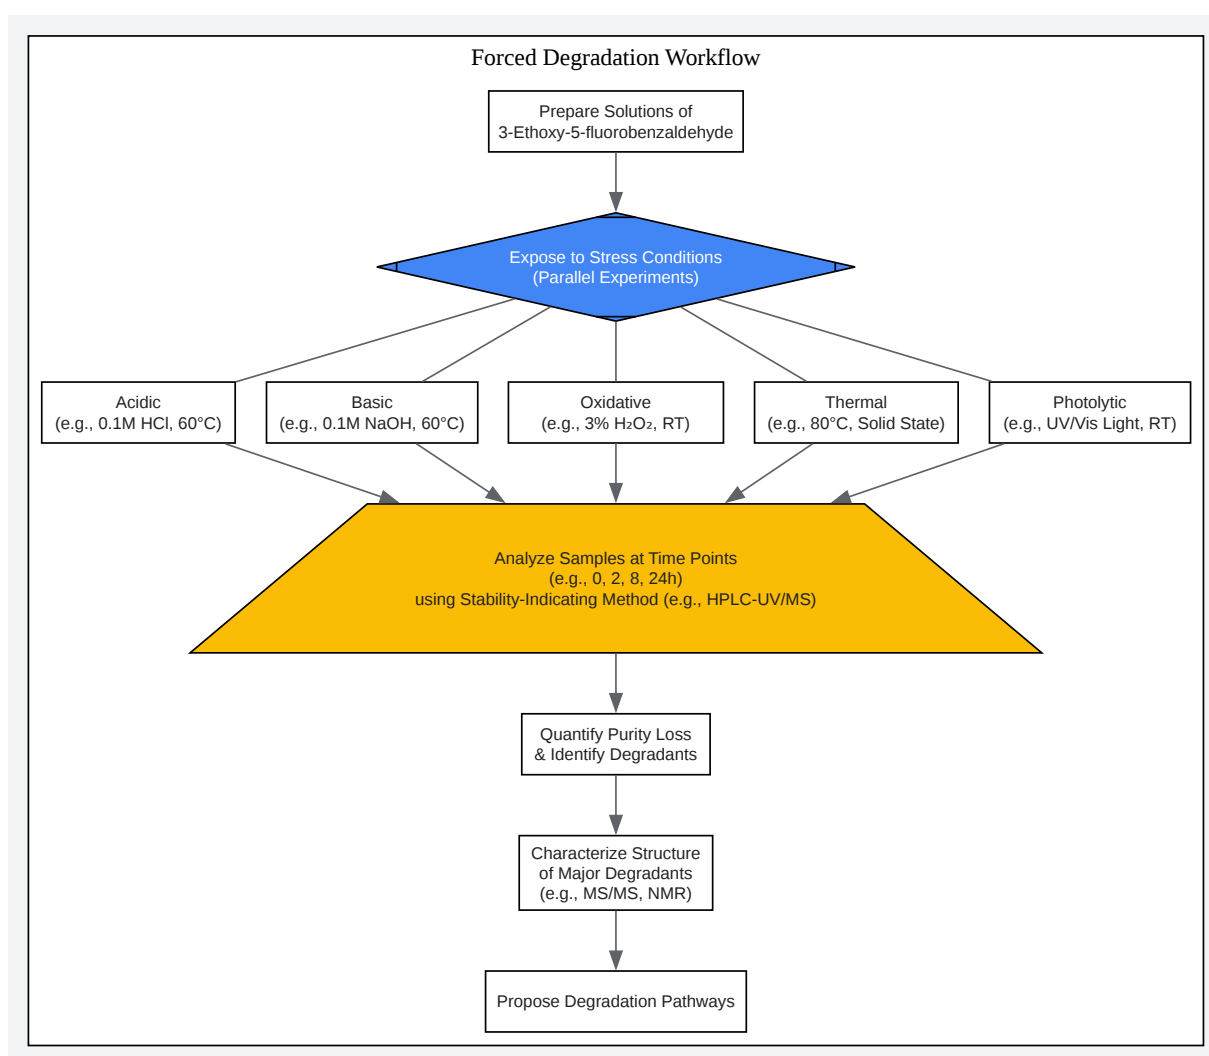 Forced Degradation Workflow
Prepare Solutions of
3-Ethoxy-5-fluorobenzaldehyde
Expose to Stress Conditions
(Parallel Experiments)
Acidic
(e.g., 0.1M HCl, 60°C)
Basic
(e.g., 0.1M NaOH, 60°C)
Oxidative
(e.g., 3% H₂O₂, RT)
Thermal
(e.g., 80°C, Solid State)
Photolytic
(e.g., UV/Vis Light, RT)
Analyze Samples at Time Points
(e.g., 0, 2, 8, 24h)
using Stability-Indicating Method (e.g., HPLC-UV/MS)
Quantify Purity Loss
& Identify Degradants
Characterize Structure
of Major Degradants
(e.g., MS/MS, NMR)
Propose Degradation Pathways